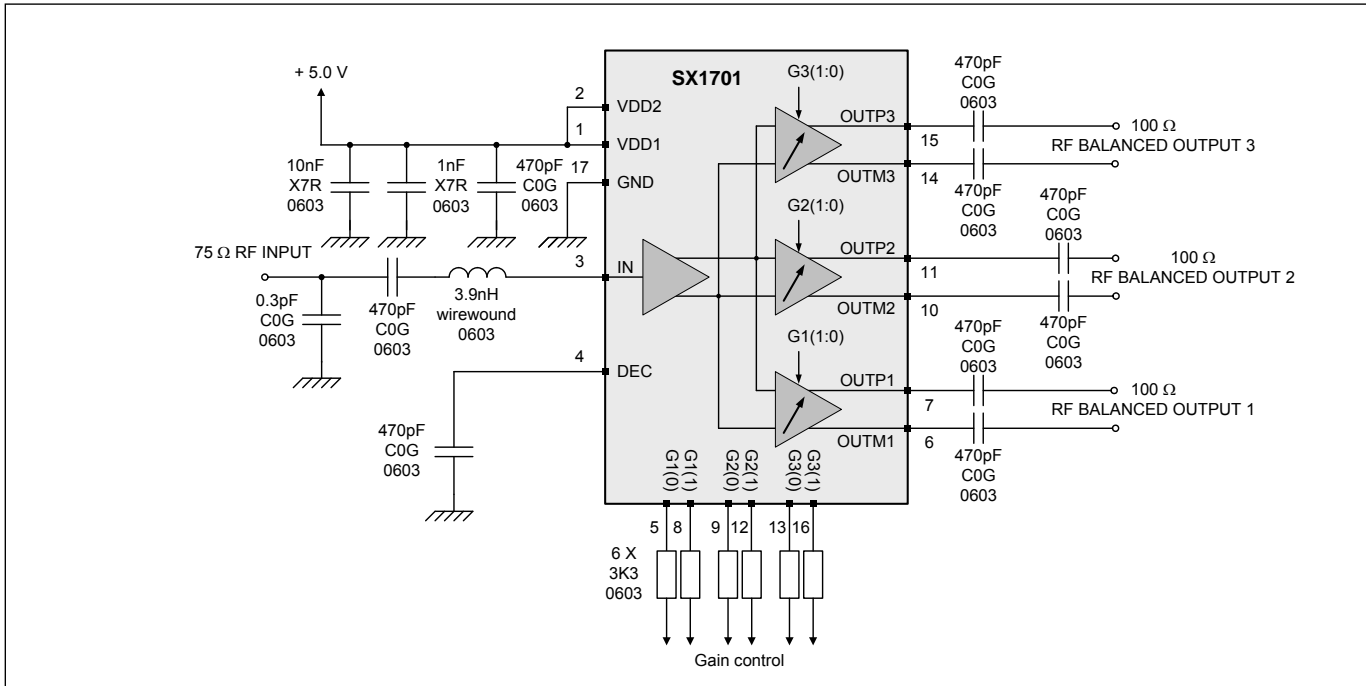 SX1701
+ 5.0 V
2
VDD2
1
VDD1
17
GND
10nF
X7R
0603
1nF
X7R
0603
470pF
C0G
0603
75 Ω RF INPUT
3
IN
0.3pF
C0G
0603
470pF
C0G
0603
3.9nH
wirewound
0603
4
DEC
470pF
C0G
0603
G3(1:0)
OUTP3
15
OUTM3
14
470pF
C0G
0603
470pF
C0G
0603
100 Ω
RF BALANCED OUTPUT 3
G2(1:0)
OUTP2
11
OUTM2
10
470pF
C0G
0603
470pF
C0G
0603
100 Ω
RF BALANCED OUTPUT 2
G1(1:0)
OUTP1
7
OUTM1
6
470pF
C0G
0603
470pF
C0G
0603
100 Ω
RF BALANCED OUTPUT 1
G1(0)
G1(1)
G2(0)
G2(1)
G3(0)
G3(1)
5
8
9
12
13
16
6 X
3K3
0603
Gain control